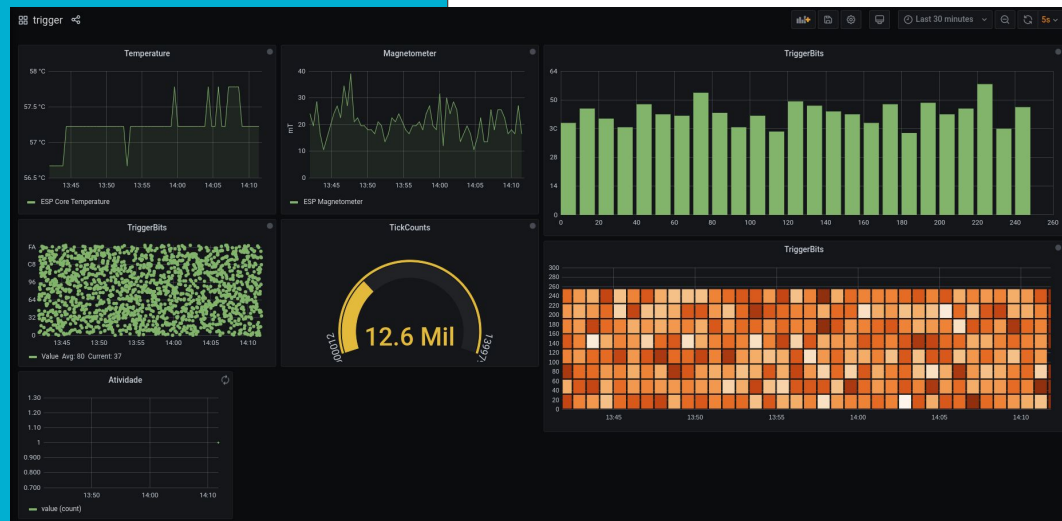 trigger
Last 30 minutes
5s
Temperature
58 °C
57.5 °C
57 °C
56.5 °C
13:45 13:50 13:55 14:00 14:05 14:10
ESP Core Temperature
Magnetometer
40
30
20
10
0
mT
13:45 13:50 13:55 14:00 14:05 14:10
ESP Magnetometer
TriggerBits
64
50
3C
28
14
0
0 20 40 60 80 100 120 140 160 180 200 220 240 260
TriggerBits
FA
C8
96
64
32
0
13:45 13:50 13:55 14:00 14:05 14:10
Value Avg: 80 Current: 37
TickCounts
12.6 Mil
TriggerBits
300
280
260
240
220
200
180
160
140
120
100
80
60
40
20
0
13:45 13:50 13:55 14:00 14:05 14:10
Atividade
1.30
1.20
1.10
1
0.900
0.800
0.700
13:50 14:00 14:10
value (count)